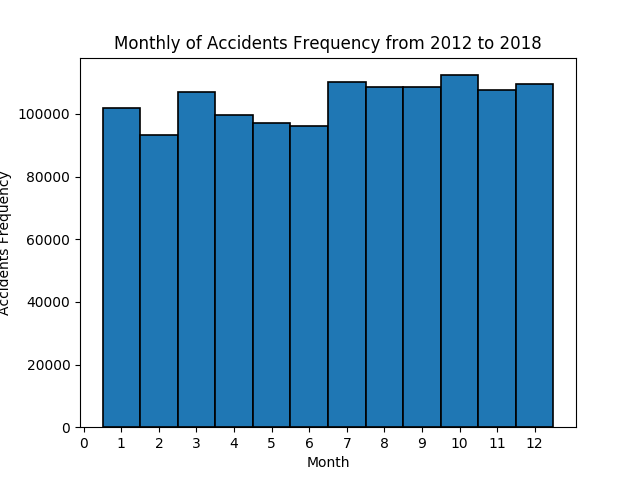 Monthly of Accidents Frequency from 2012 to 2018
100000
80000
60000
40000
20000
0
Accidents Frequency
0 1 2 3 4 5 6 7 8 9 10 11 12
Month